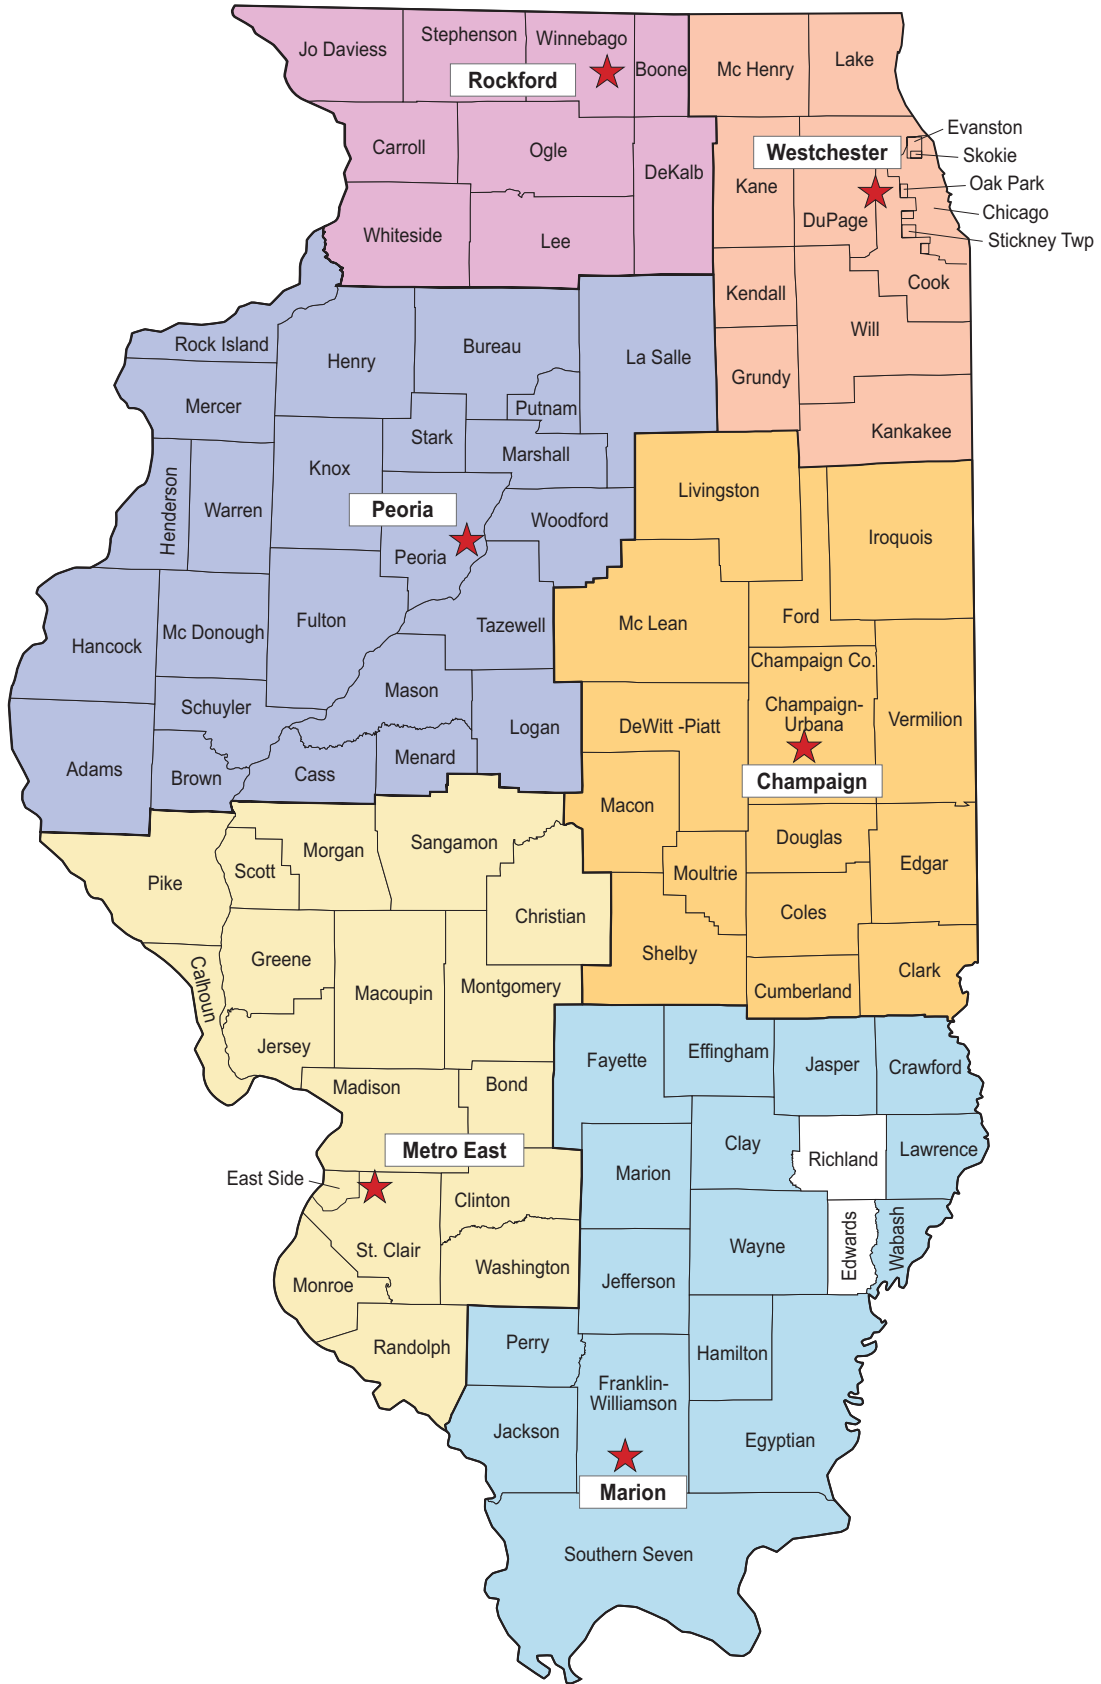 Jo Daviess
Stephenson
Winnebago
Boone
Rockford
Mc Henry
Lake
Carroll
Ogle
DeKalb
Whiteside
Lee
Westchester
Evanston
Skokie
Oak Park
Chicago
Stickney Twp
Kane
DuPage
Cook
Kendall
Will
Grundy
Kankakee
Rock Island
Henry
Bureau
La Salle
Mercer
Putnam
Stark
Marshall
Knox
Henderson
Warren
Peoria
Woodford
Peoria
Livingston
Iroquois
Hancock
Mc Donough
Fulton
Tazewell
Mc Lean
Ford
Champaign Co.
Schuyler
Mason
Logan
DeWitt -Piatt
Champaign-
Urbana
Vermilion
Adams
Brown
Cass
Menard
Champaign
Macon
Douglas
Edgar
Pike
Scott
Morgan
Sangamon
Christian
Moultrie
Coles
Shelby
Cumberland
Clark
Calhoun
Greene
Macoupin
Montgomery
Jersey
Madison
Bond
Fayette
Effingham
Jasper
Crawford
Metro East
East Side
Clinton
Marion
Clay
Richland
Lawrence
St. Clair
Washington
Wayne
Edwards
Wabash
Monroe
Jefferson
Randolph
Perry
Hamilton
Franklin-
Williamson
Jackson
Egyptian
Marion
Southern Seven